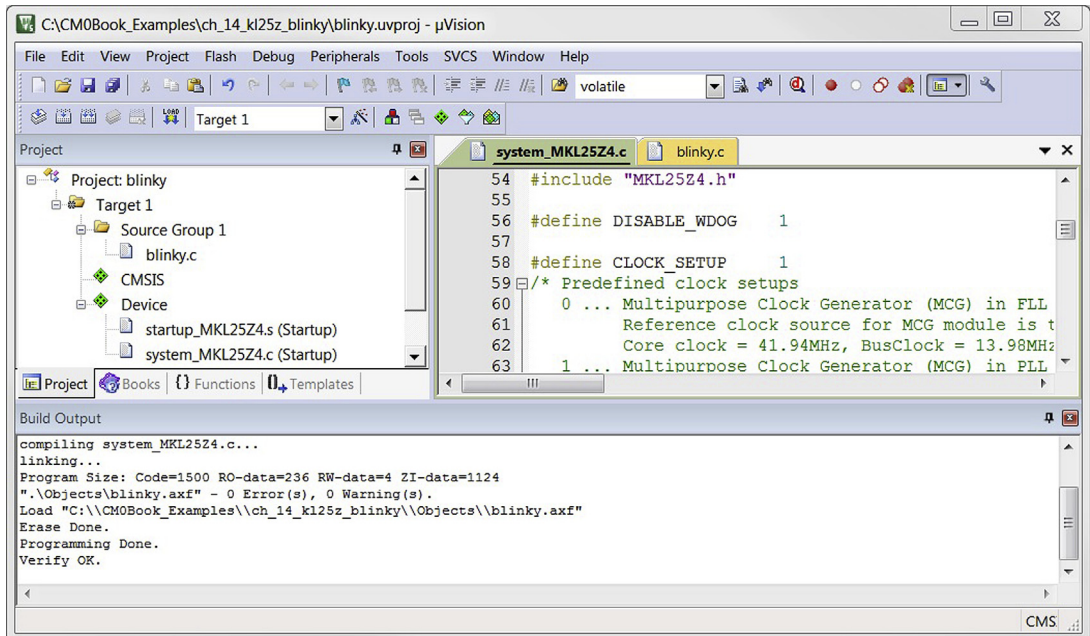 C:\CM0Book_Examples\ch_14_kl25z_blinky\blinky.uvproj - µVision
File Edit View Project Flash Debug Peripherals Tools SVCS Window Help
volatile
LOAD Target 1
Project
Project: blinky
Target 1
Source Group 1
blinky.c
CMSIS
Device
startup_MKL25Z4.s (Startup)
system_MKL25Z4.c (Startup)
Project Books {} Functions Templates
system_MKL25Z4.c blinky.c
54 #include "MKL25Z4.h"
55
56 #define DISABLE_WDOG 1
57
58 #define CLOCK_SETUP 1
59 /* Predefined clock setups
60 0 ... Multipurpose Clock Generator (MCG) in FLL
61 Reference clock source for MCG module is t
62 Core clock = 41.94MHz, BusClock = 13.98MHz
63 1 ... Multipurpose Clock Generator (MCG) in PLL
Build Output
compiling system_MKL25Z4.c...
linking...
Program Size: Code=1500 RO-data=236 RW-data=4 ZI-data=1124
".\Objects\blinky.axf" - 0 Error(s), 0 Warning(s).
Load "C:\\CM0Book_Examples\\ch_14_kl25z_blinky\\Objects\\blinky.axf"
Erase Done.
Programming Done.
Verify OK.
CMS